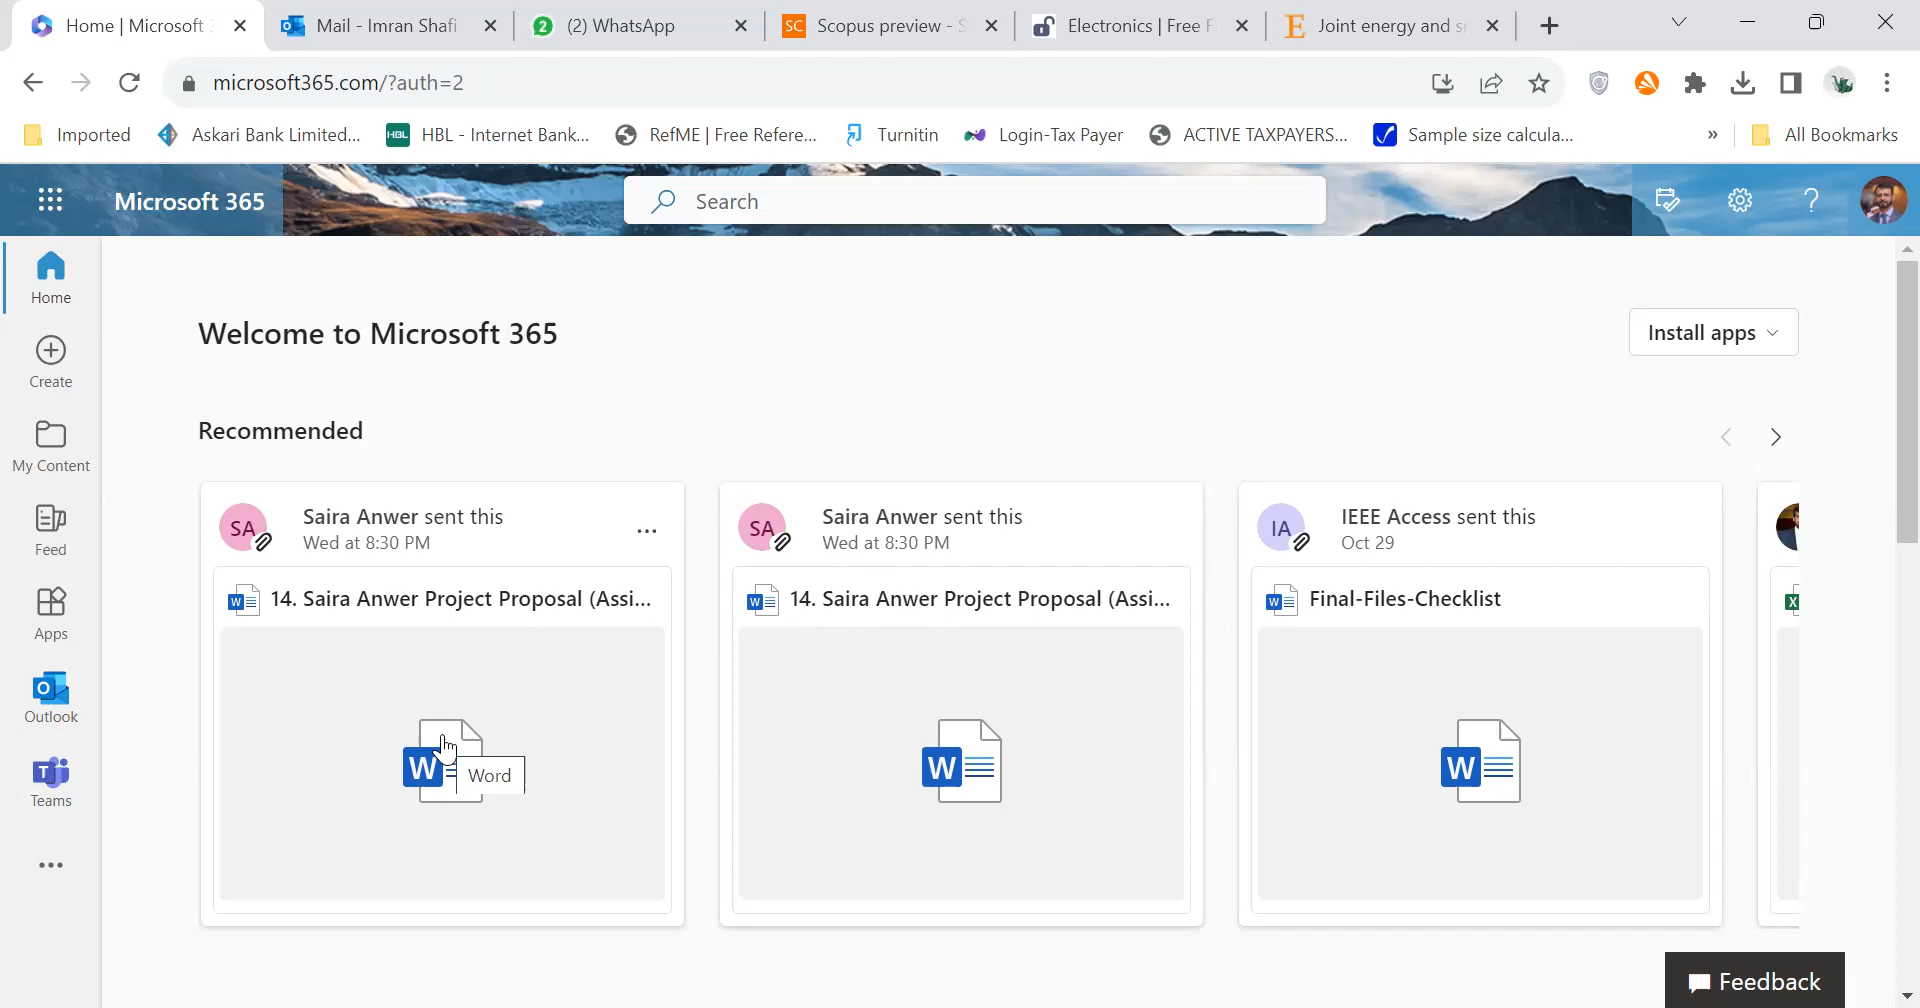 Home | Microsoft
Mail - Imran Shafi
(2) WhatsApp
Scopus preview - S
Electronics | Free F
Joint energy and sp
microsoft365.com/?auth=2
Imported
Askari Bank Limited...
HBL - Internet Bank...
RefME | Free Refere...
Turnitin
Login-Tax Payer
ACTIVE TAXPAYERS...
Sample size calcula...
»
All Bookmarks
Microsoft 365
Search
Home
Create
My Content
Feed
Apps
Outlook
Teams
Welcome to Microsoft 365
Install apps
Recommended
SA
Saira Anwer sent this
Wed at 8:30 PM
14. Saira Anwer Project Proposal (Assi...
Word
SA
Saira Anwer sent this
Wed at 8:30 PM
14. Saira Anwer Project Proposal (Assi...
IA
IEEE Access sent this
Oct 29
Final-Files-Checklist
Feedback